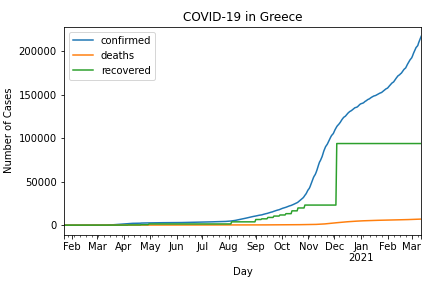 COVID-19 in Greece
confirmed
deaths
recovered
Number of Cases
200000
150000
100000
50000
0
Feb Mar Apr May Jun Jul Aug Sep Oct Nov Dec Jan Feb Mar
2021
Day